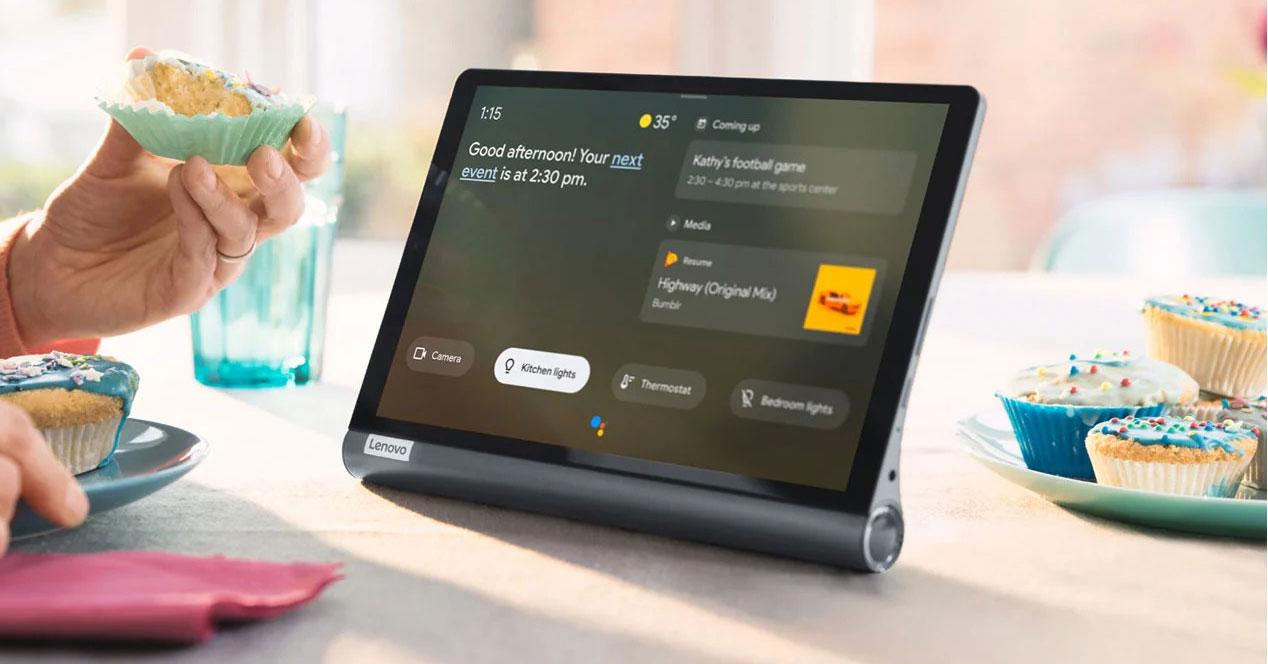 1:15
35°
Good afternoon! Your next
event is at 2:30 pm.
Coming up
Kathy's football game
2:30 – 4:30 pm at the sports center
Media
Resume
Highway (Original Mix)
Bumblr
Camera
Kitchen lights
Thermostat
Bedroom lights
Lenovo